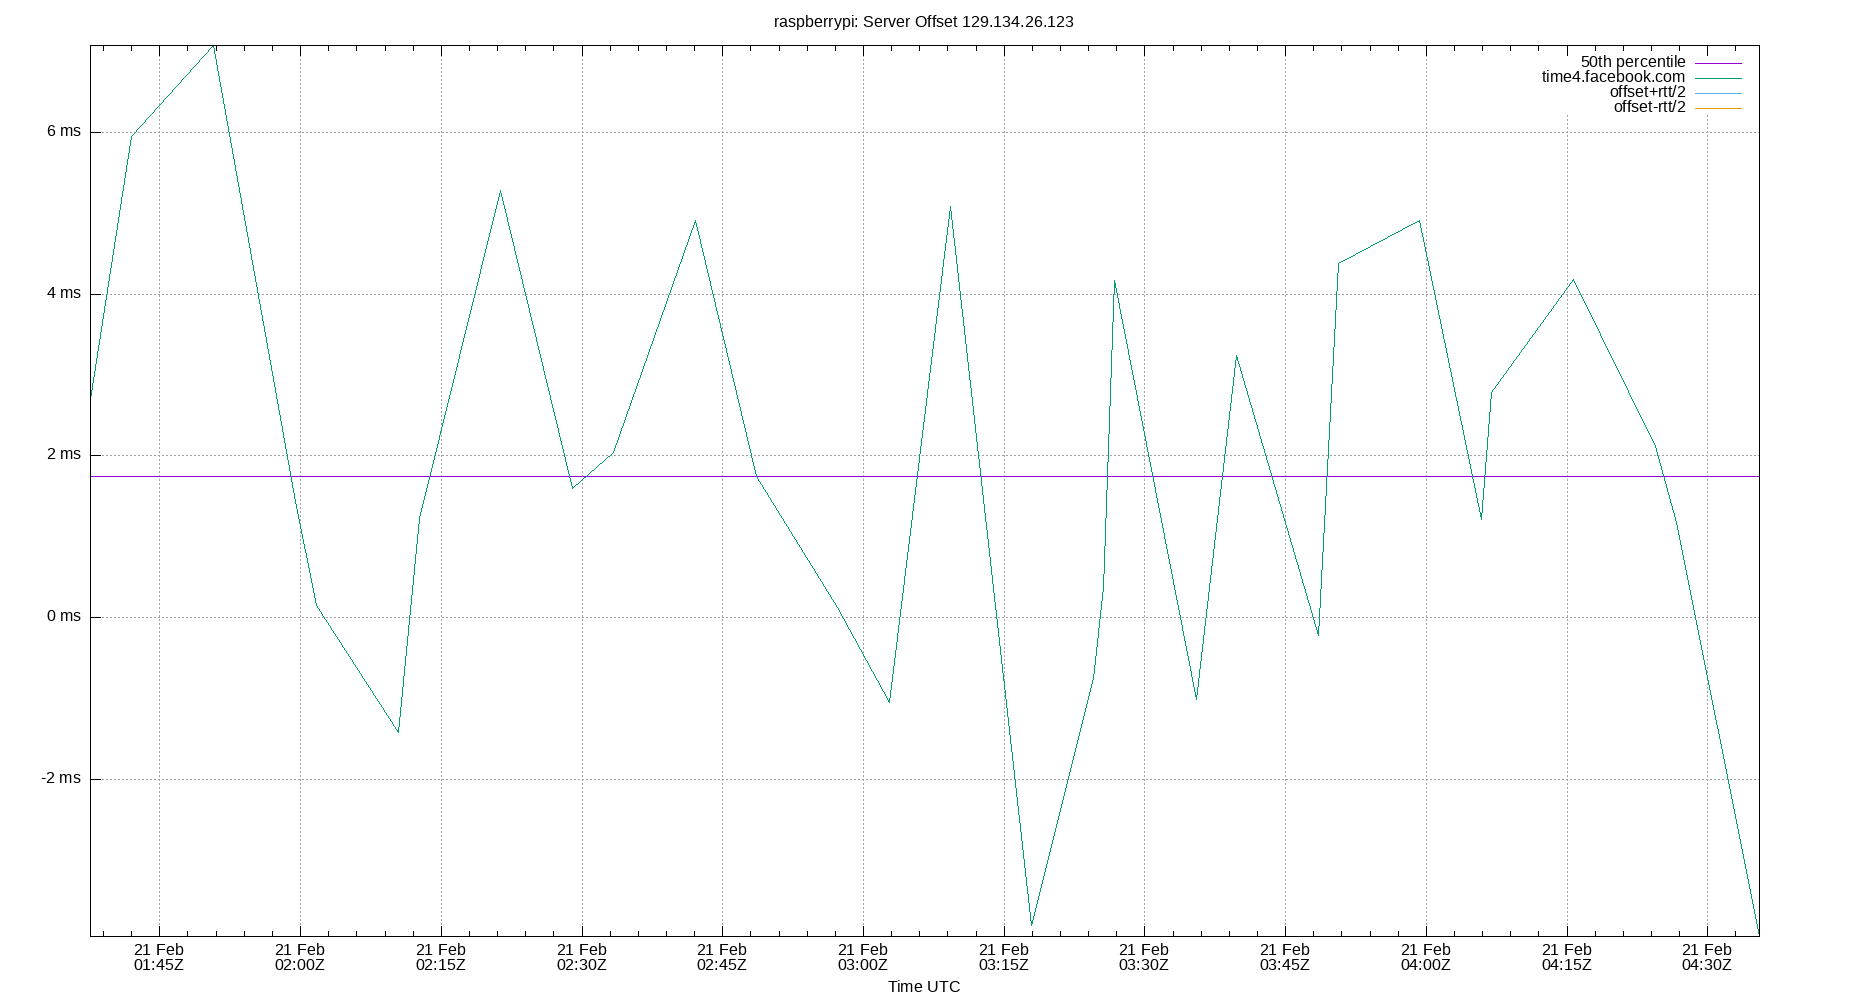 raspberrypi: Server Offset 129.134.26.123
50th percentile
time4.facebook.com
offset+rtt/2
offset-rtt/2
6 ms
4 ms
2 ms
0 ms
-2 ms
21 Feb 21 Feb 21 Feb 21 Feb 21 Feb 21 Feb 21 Feb 21 Feb 21 Feb 21 Feb 21 Feb 21 Feb
01:45Z 02:00Z 02:15Z 02:30Z 02:45Z 03:00Z 03:15Z 03:30Z 03:45Z 04:00Z 04:15Z 04:30Z
Time UTC